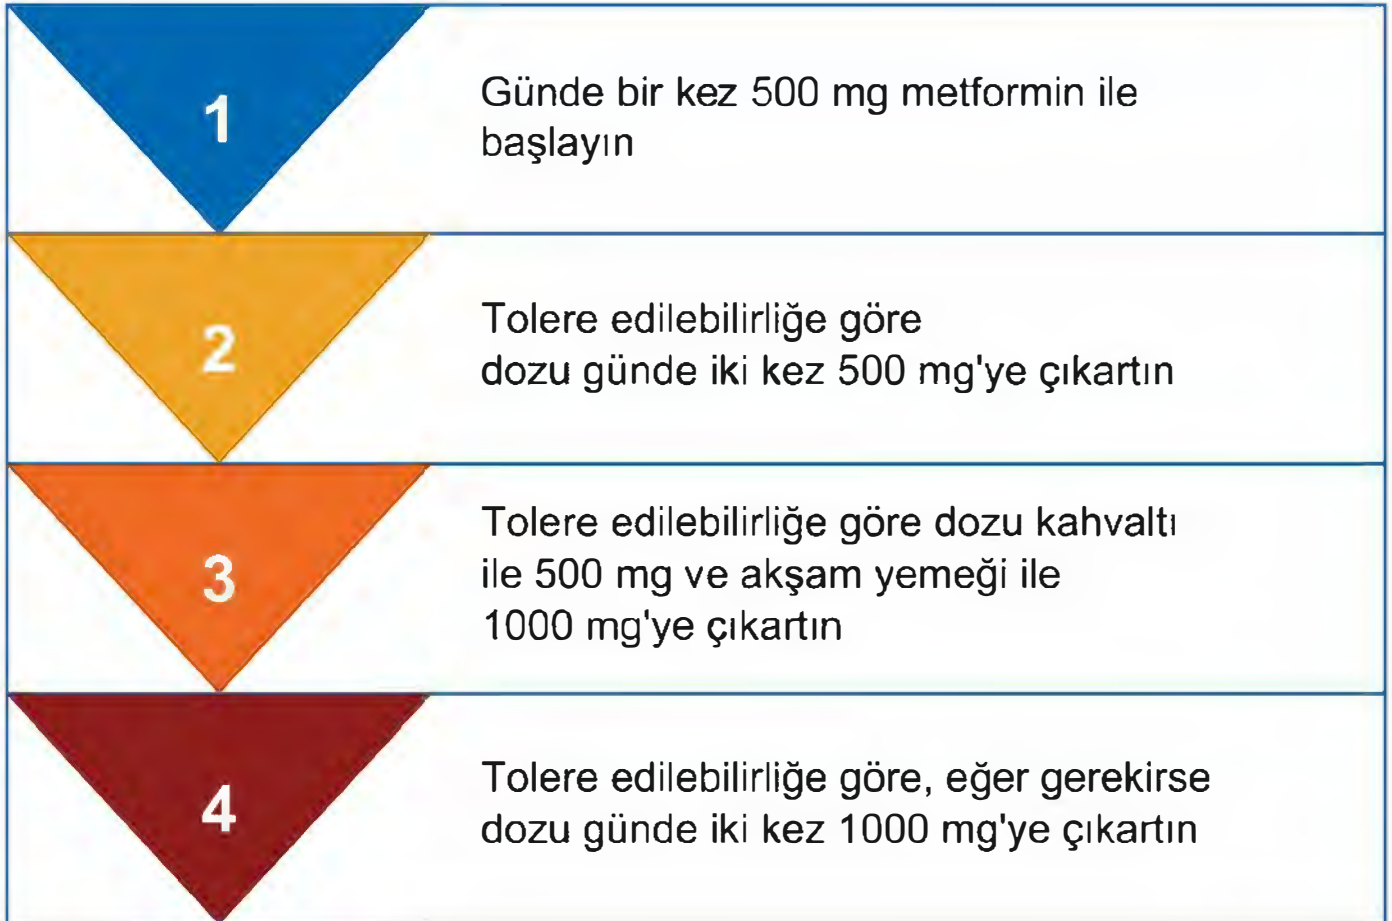 1
Günde bir kez 500 mg metformin ile
başlayın
2
Tolere edilebilirliğe göre
dozu günde iki kez 500 mg'ye çıkartın
3
Tolere edilebilirliğe göre dozu kahvaltı
ile 500 mg ve akşam yemeği ile
1000 mg'ye çıkartın
4
Tolere edilebilirliğe göre, eğer gerekirse
dozu günde iki kez 1000 mg'ye çıkartın